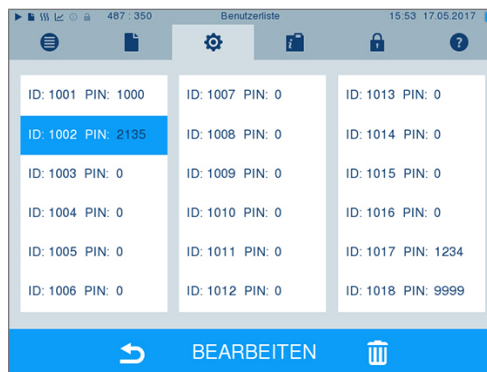 487 : 350 Benutzerliste 15:53 17.05.2017
ID: 1001 PIN: 1000
ID: 1002 PIN: 2135
ID: 1003 PIN: 0
ID: 1004 PIN: 0
ID: 1005 PIN: 0
ID: 1006 PIN: 0
ID: 1007 PIN: 0
ID: 1008 PIN: 0
ID: 1009 PIN: 0
ID: 1010 PIN: 0
ID: 1011 PIN: 0
ID: 1012 PIN: 0
ID: 1013 PIN: 0
ID: 1014 PIN: 0
ID: 1015 PIN: 0
ID: 1016 PIN: 0
ID: 1017 PIN: 1234
ID: 1018 PIN: 9999
BEARBEITEN